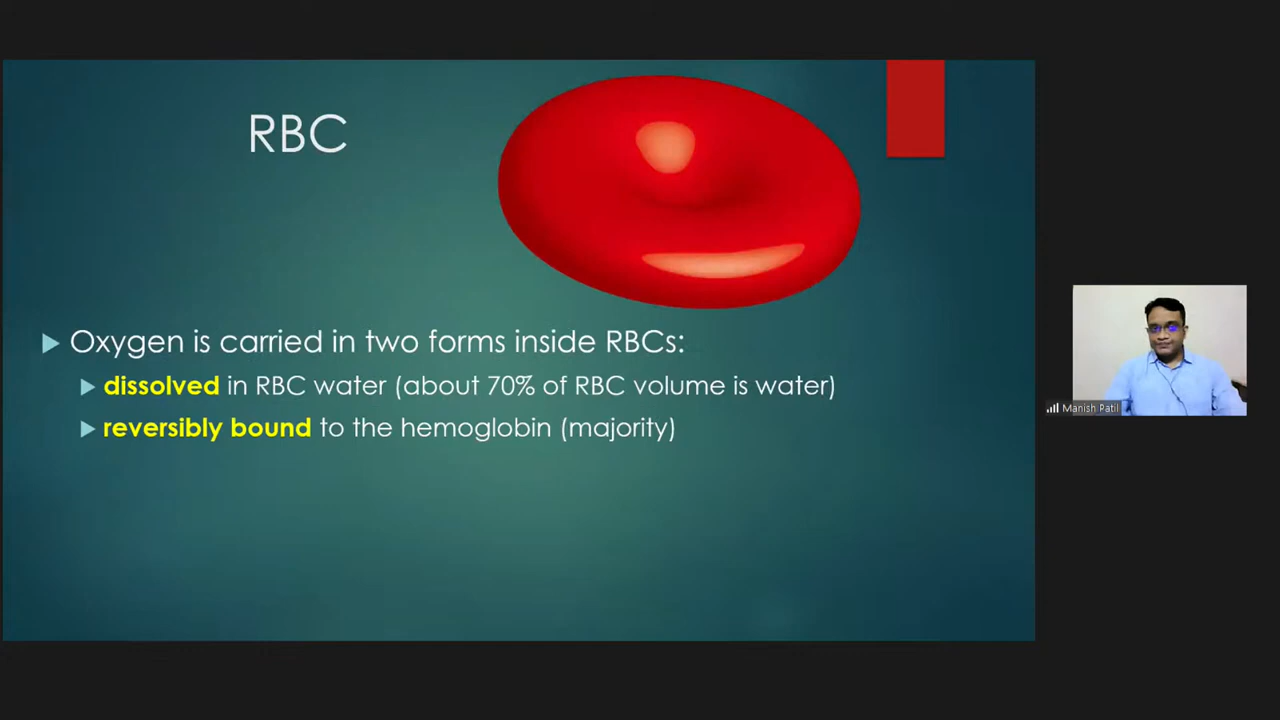 RBC
Oxygen is carried in two forms inside RBCs:
dissolved in RBC water (about 70% of RBC volume is water)
reversibly bound to the hemoglobin (majority)
Manish Patil